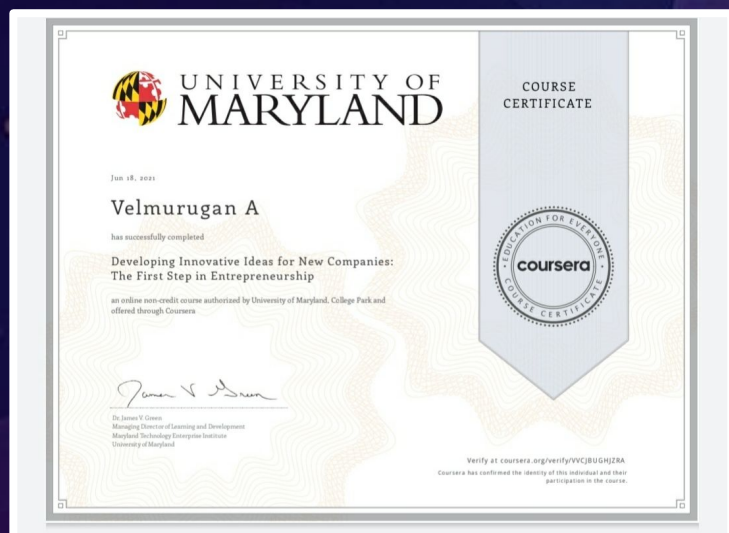 UNIVERSITY OF
MARYLAND
COURSE
CERTIFICATE
Jun 18, 2021
Velmurugan A
has successfully completed
Developing Innovative Ideas for New Companies:
The First Step in Entrepreneurship
an online non-credit course authorized by University of Maryland, College Park and
offered through Coursera
EDUCATION FOR EVERYONE
coursera
COURSE CERTIFICATE
James V Green
Dr. James V. Green
Managing Director of Learning and Development
Maryland Technology Enterprise Institute
University of Maryland
Verify at coursera.org/verify/VVCJBUGHJZRA
Coursera has confirmed the identity of this individual and their
participation in the course.